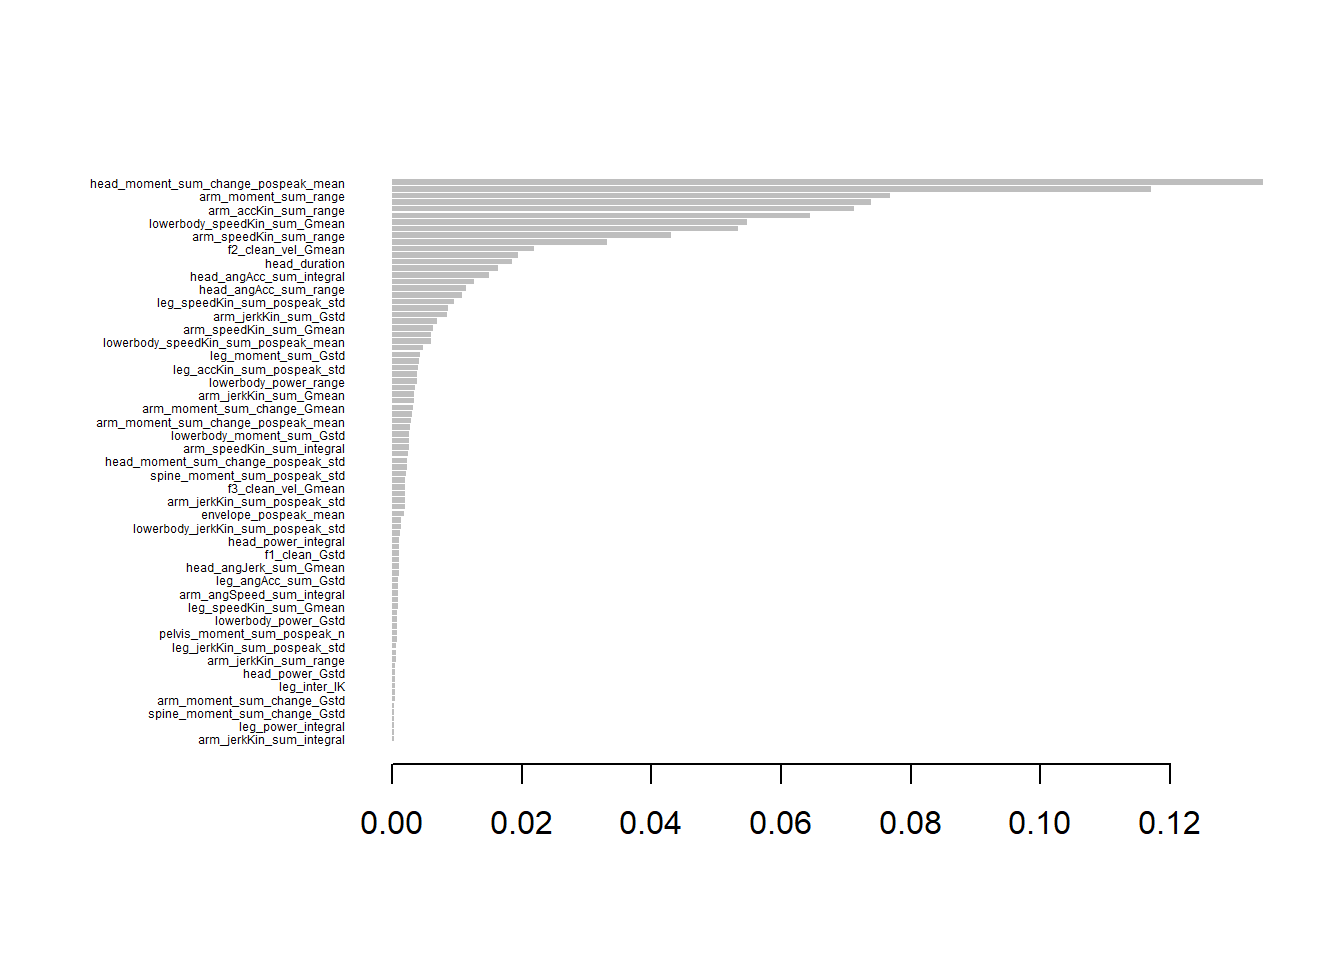 head_moment_sum_change_pospeak_mean
arm_moment_sum_range
arm_accKin_sum_range
lowerbody_speedKin_sum_Gmean
arm_speedKin_sum_range
f2_clean_vel_Gmean
head_duration
head_angAcc_sum_integral
head_angAcc_sum_range
leg_speedKin_sum_pospeak_std
arm_jerkKin_sum_Gstd
arm_speedKin_sum_Gmean
lowerbody_speedKin_sum_pospeak_mean
leg_moment_sum_Gstd
leg_accKin_sum_pospeak_std
lowerbody_power_range
arm_jerkKin_sum_Gmean
arm_moment_sum_change_Gmean
arm_moment_sum_change_pospeak_mean
lowerbody_moment_sum_Gstd
arm_speedKin_sum_integral
head_moment_sum_change_pospeak_std
spine_moment_sum_pospeak_std
f3_clean_vel_Gmean
arm_jerkKin_sum_pospeak_std
envelope_pospeak_mean
lowerbody_jerkKin_sum_pospeak_std
head_power_integral
f1_clean_Gstd
head_angJerk_sum_Gmean
leg_angAcc_sum_Gstd
arm_angSpeed_sum_integral
leg_speedKin_sum_Gmean
lowerbody_power_Gstd
pelvis_moment_sum_pospeak_n
leg_jerkKin_sum_pospeak_std
arm_jerkKin_sum_range
head_power_Gstd
leg_inter_IK
arm_moment_sum_change_Gstd
spine_moment_sum_change_Gstd
leg_power_integral
arm_jerkKin_sum_integral
0.00 0.02 0.04 0.06 0.08 0.10 0.12